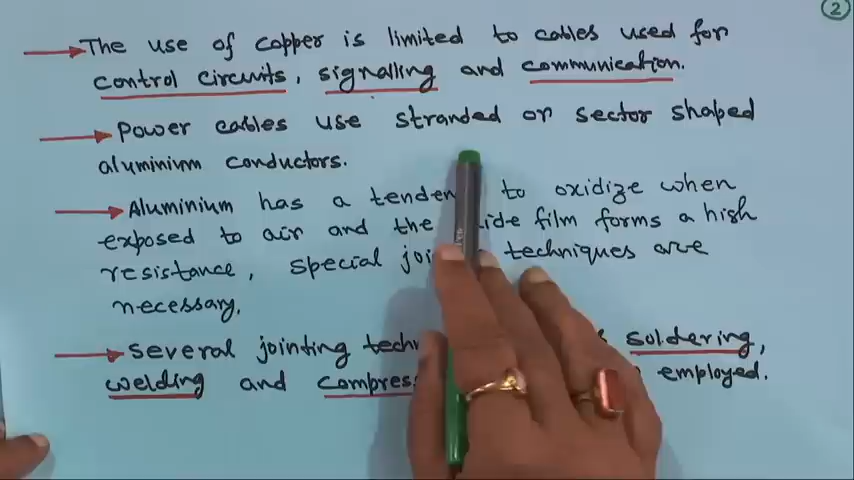 2
The use of copper is limited to cables used for
control circuits, signalling and communication.
Power cables use stranded or sector shaped
aluminium conductors.
Aluminium has a tenden to oxidize when
exposed to air and the ide film forms a high
resistance, special joi techniques are
necessary.
Several jointing techn soldering,
welding and compres employed.